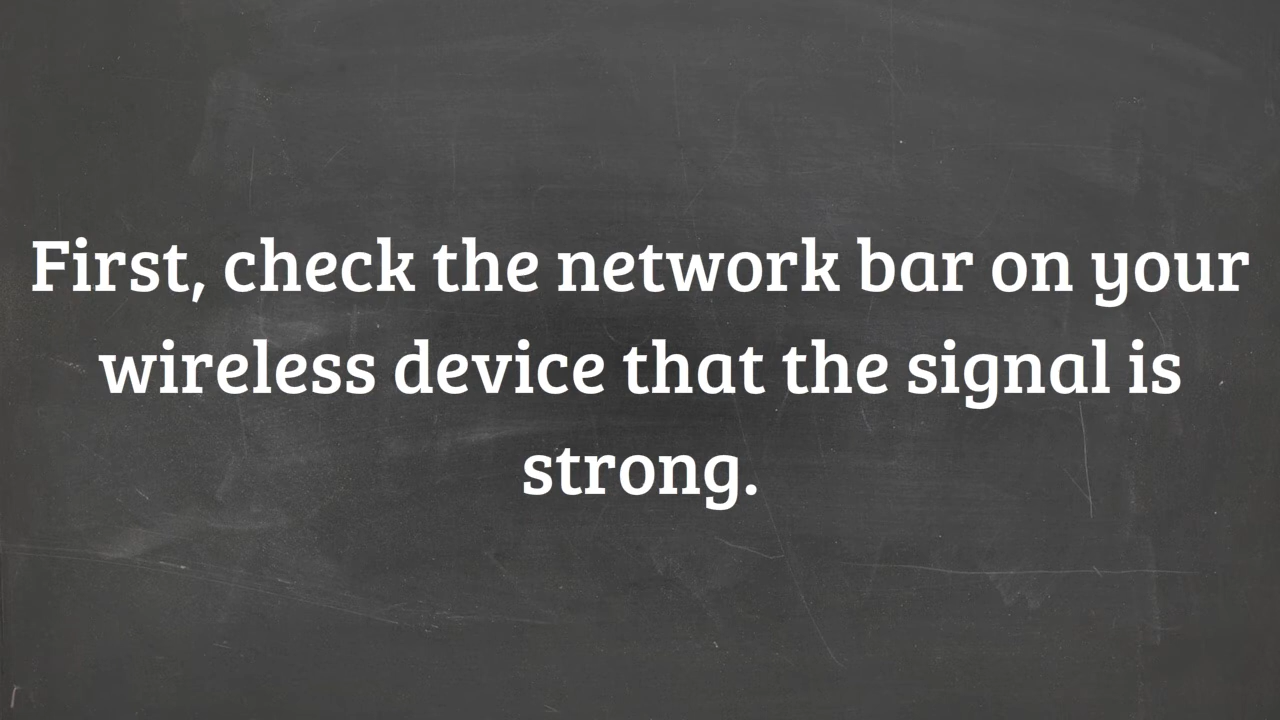 First, check the network bar on your
wireless device that the signal is
strong.